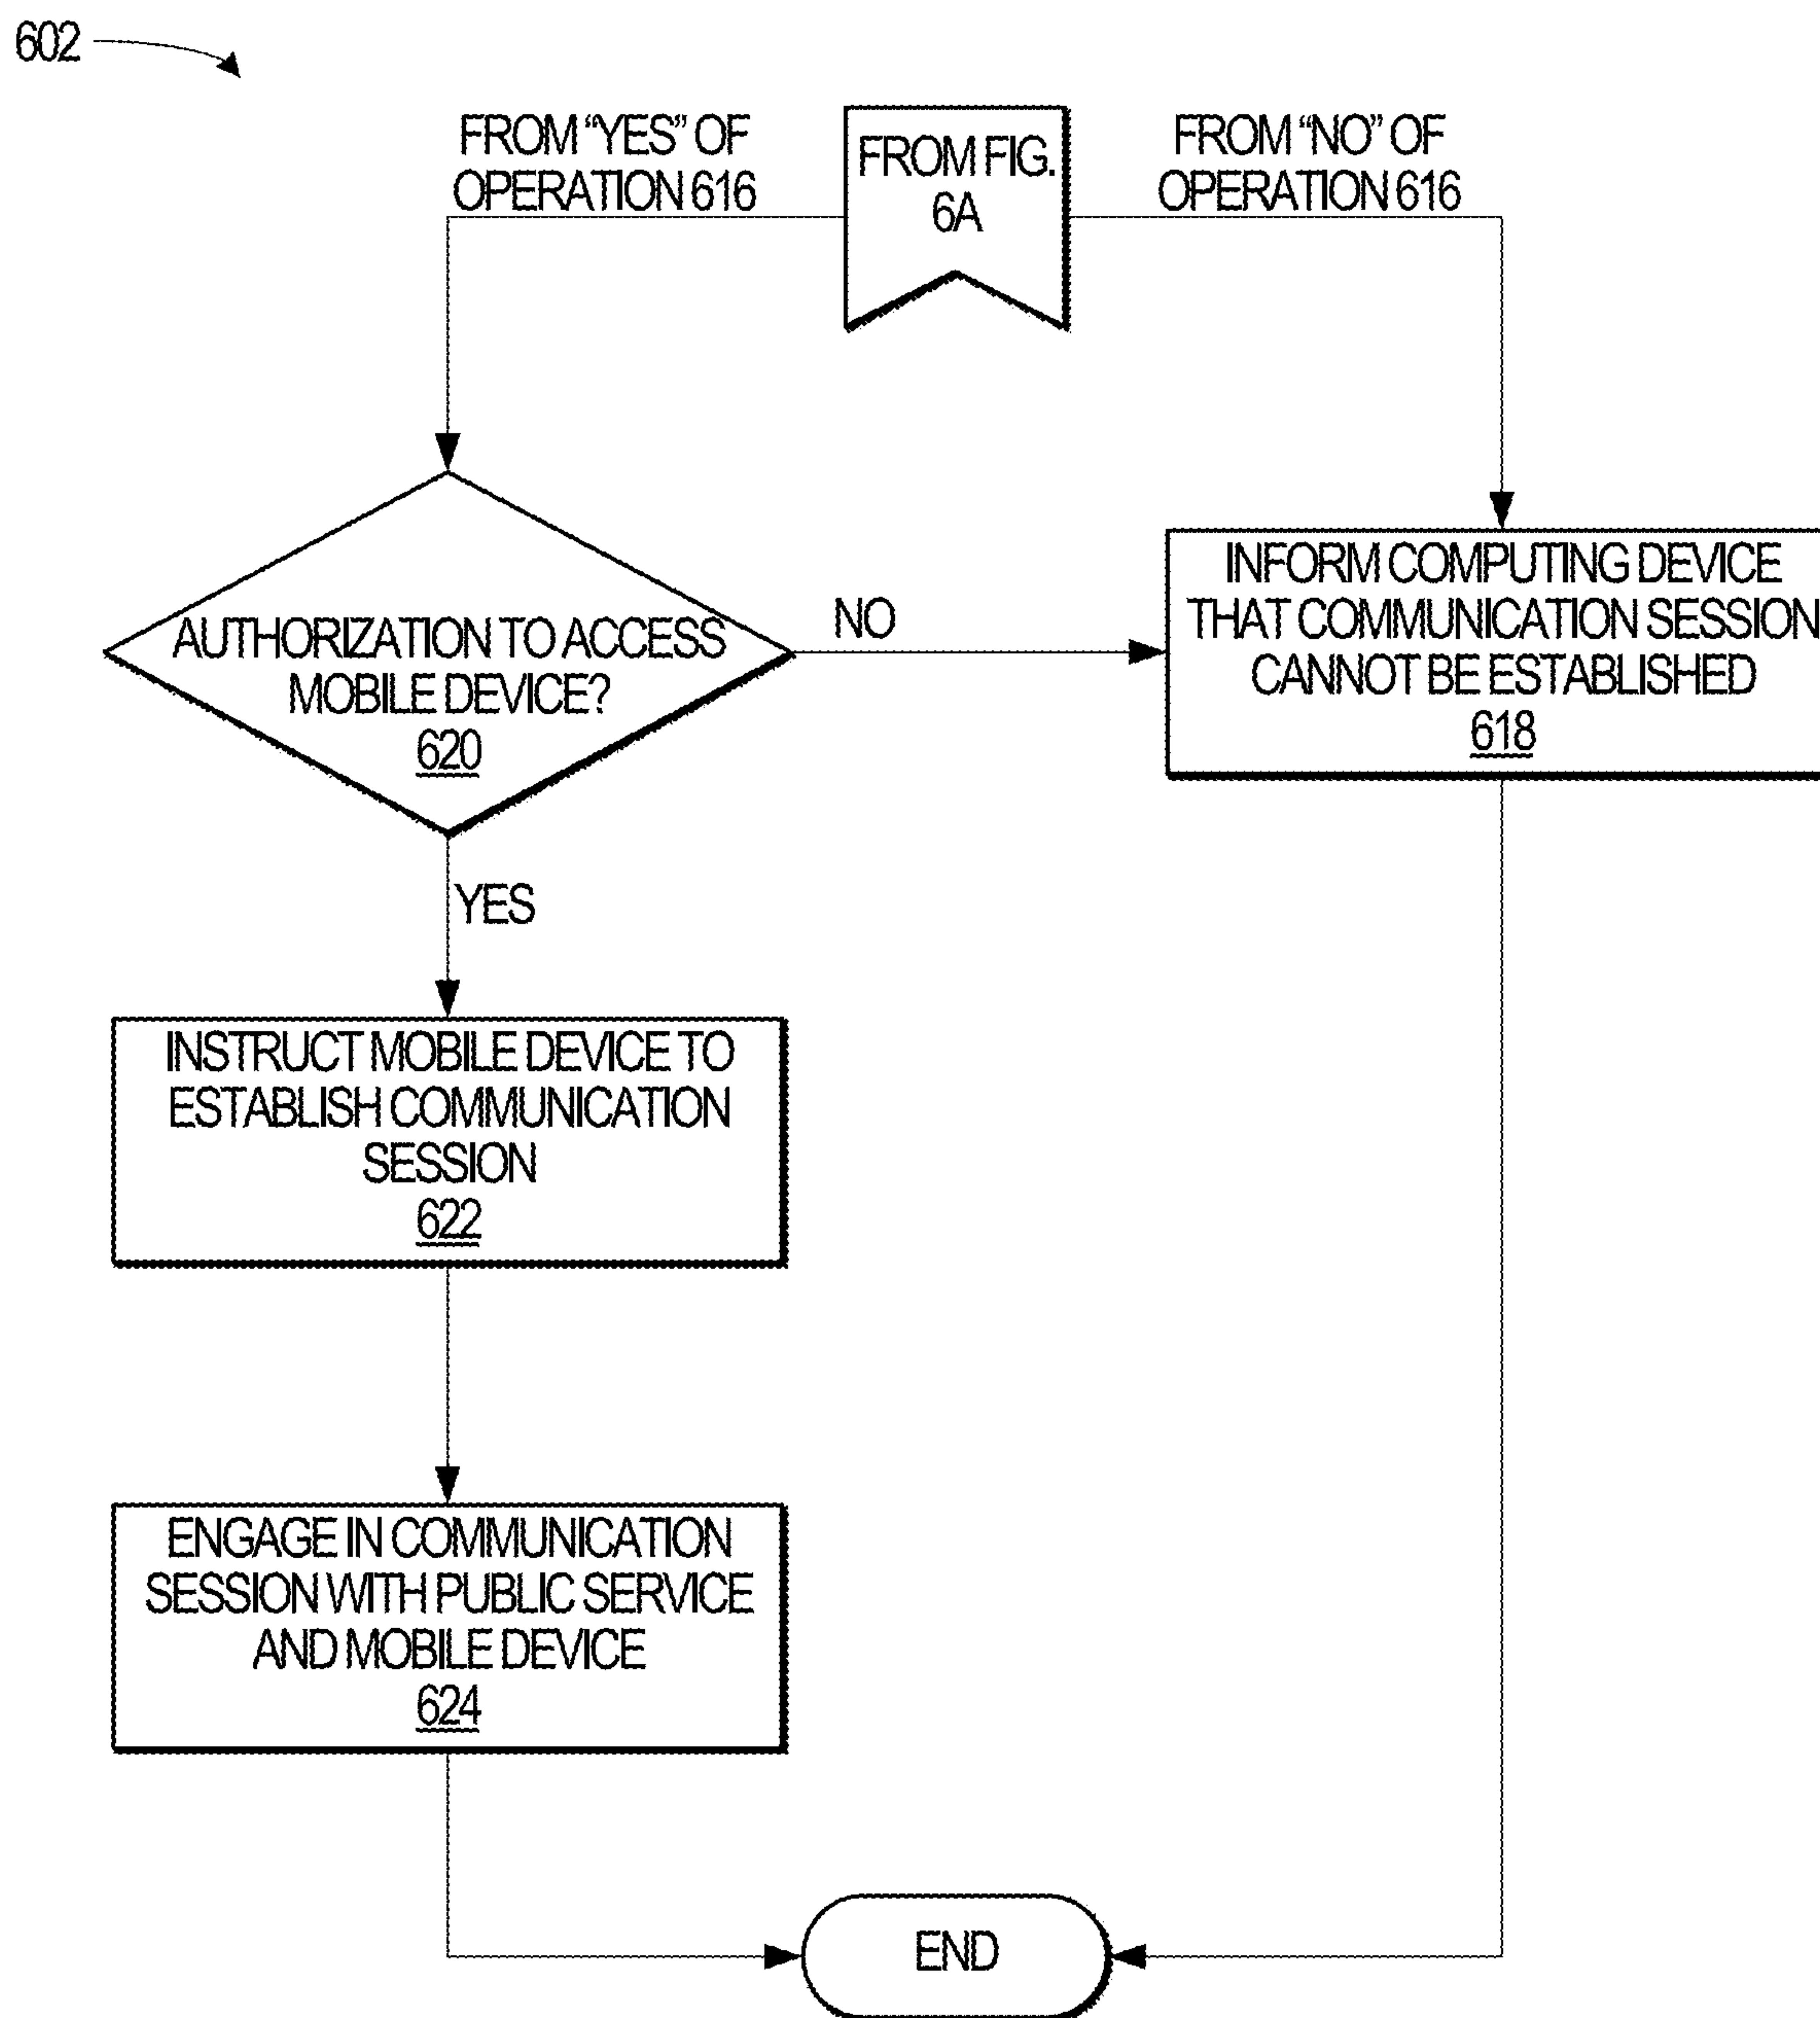 602
FROM “YES” OF
OPERATION 616
FROM FIG.
6A
FROM “NO” OF
OPERATION 616
AUTHORIZATION TO ACCESS
MOBILE DEVICE?
620
NO
INFORM COMPUTING DEVICE
THAT COMMUNICATION SESSION
CANNOT BE ESTABLISHED
618
YES
INSTRUCT MOBILE DEVICE TO
ESTABLISH COMMUNICATION
SESSION
622
ENGAGE IN COMMUNICATION
SESSION WITH PUBLIC SERVICE
AND MOBILE DEVICE
624
END